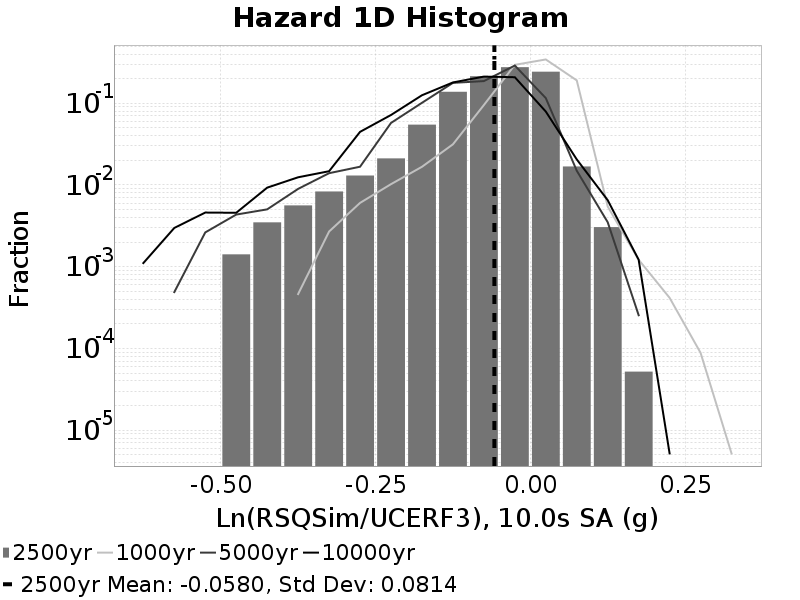 Hazard 1D Histogram
Fraction
10-1
10-2
10-3
10-4
10-5
-0.50 -0.25 0.00 0.25
Ln(RSQSim/UCERF3), 10.0s SA (g)
2500yr 1000yr 5000yr 10000yr
2500yr Mean: -0.0580, Std Dev: 0.0814